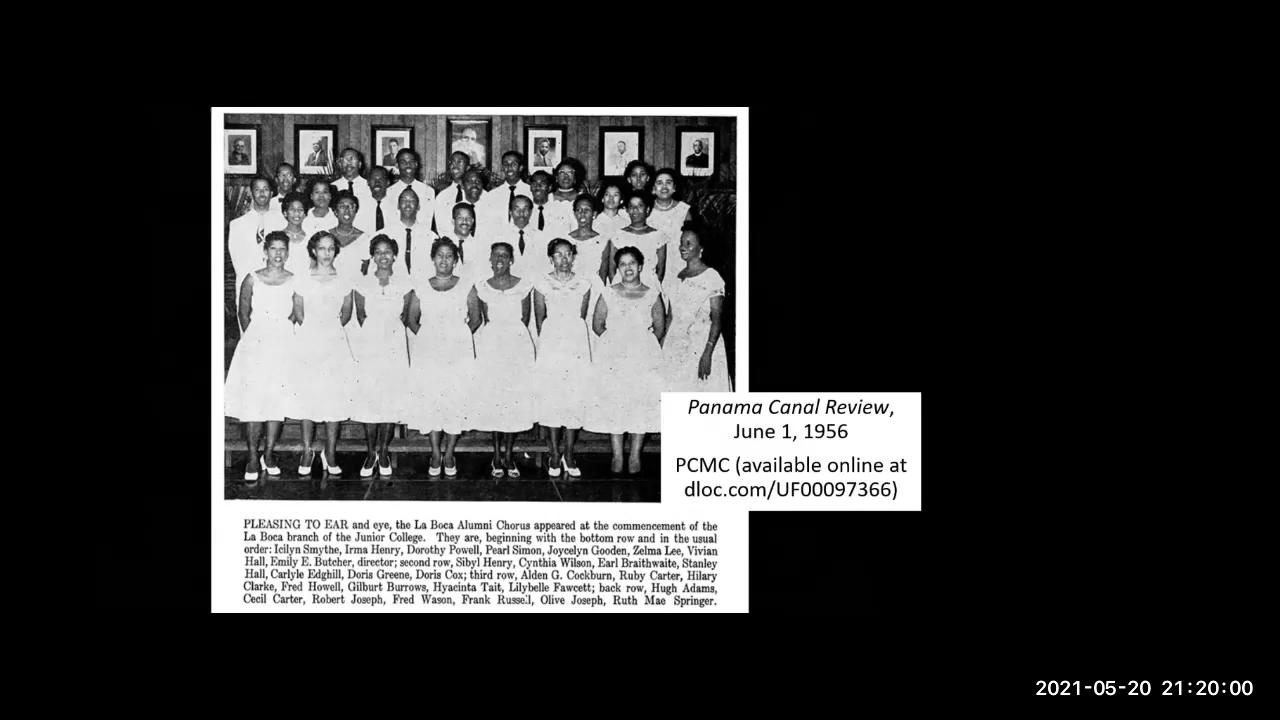 Panama Canal Review,
June 1, 1956
PCMC (available online at
dloc.com/UF00097366)
PLEASING TO EAR and eye, the La Boca Alumni Chorus appeared at the commencement of the
La Boca branch of the Junior College. They are, beginning with the bottom row and in the usual
order: Icilyn Smythe, Irma Henry, Dorothy Powell, Pearl Simon, Joycelyn Gooden, Zelma Lee, Vivian
Hall, Emily E. Butcher, director; second row, Sibyl Henry, Cynthia Wilson, Earl Braithwaite, Stanley
Hall, Carlyle Edghill, Doris Greene, Doris Cox; third row, Alden G. Cockburn, Ruby Carter, Hilary
Clarke, Fred Howell, Gilburt Burrows, Hyacinta Tait, Lilybelle Fawcett; back row, Hugh Adams,
Cecil Carter, Robert Joseph, Fred Wason, Frank Russell, Olive Joseph, Ruth Mae Springer.
2021-05-20 21:20:00